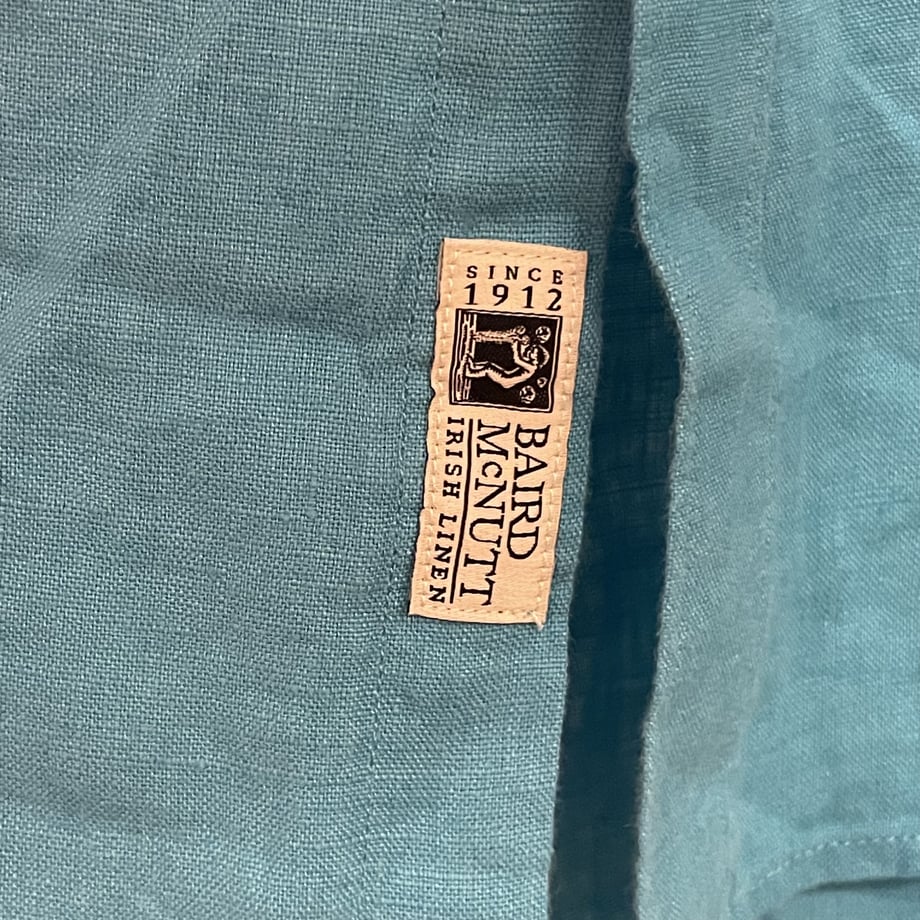 SINCE
1912
BAIRD
McNUTT
IRISH LINEN